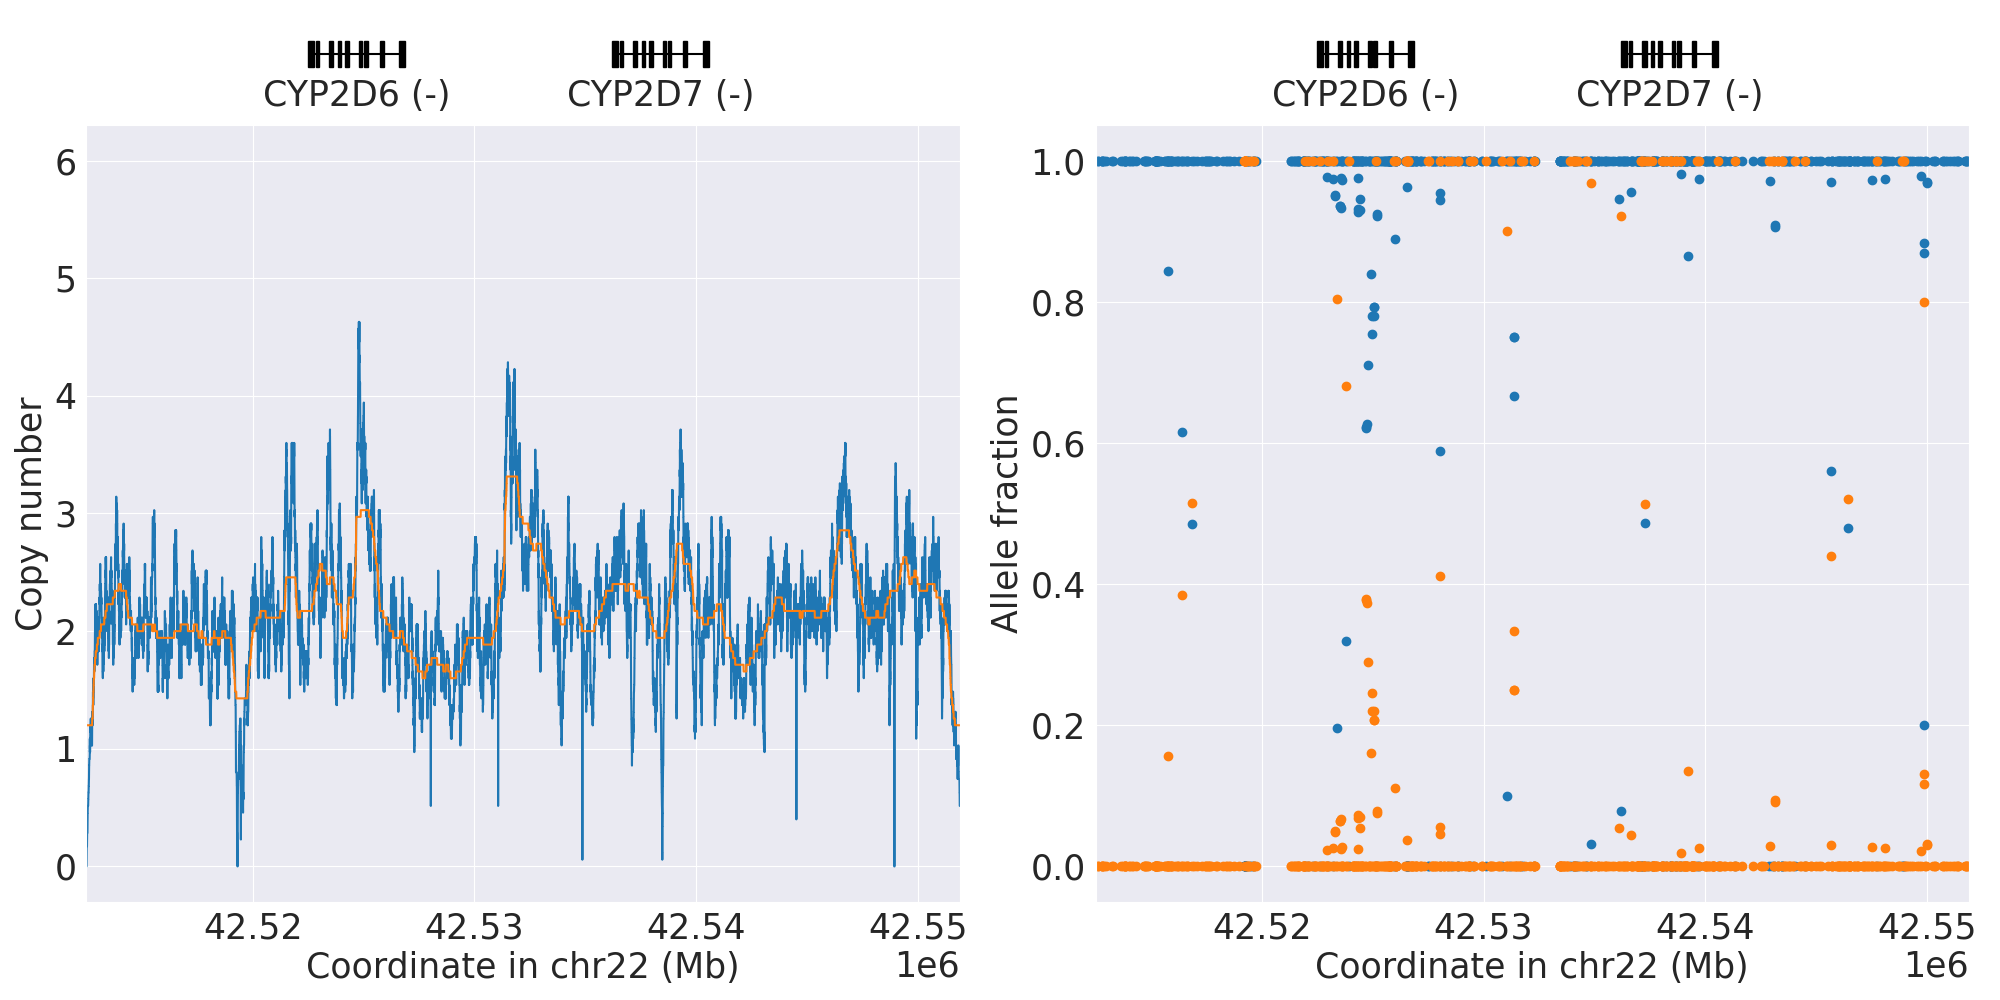 CYP2D6 (-) CYP2D7 (-)
6
5
4
3
2
1
0
Copy number
42.52 42.53 42.54 42.55
Coordinate in chr22 (Mb)
1e6
CYP2D6 (-) CYP2D7 (-)
1.0
0.8
0.6
0.4
0.2
0.0
Allele fraction
42.52 42.53 42.54 42.55
Coordinate in chr22 (Mb)
1e6